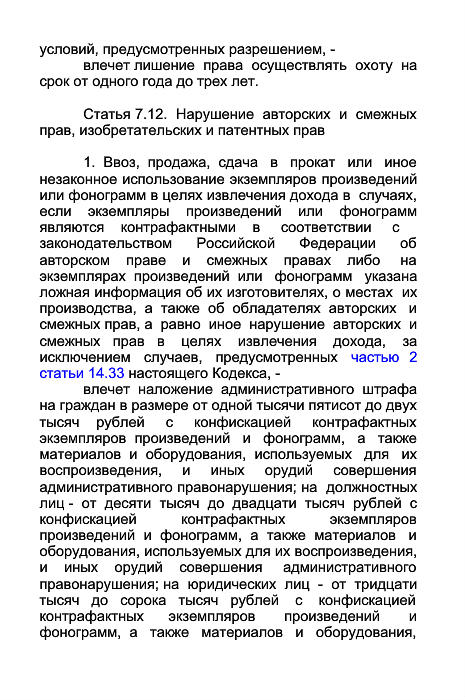 условий, предусмотренных разрешением, -
влечет лишение права осуществлять охоту на
срок от одного года до трех лет.
Статья 7.12. Нарушение авторских и смежных
прав, изобретательских и патентных прав
1. Ввоз, продажа, сдача в прокат или иное
незаконное использование экземпляров произведений
или фонограмм в целях извлечения дохода в случаях,
если экземпляры произведений или фонограмм
являются контрафактными в соответствии с
законодательством Российской Федерации об
авторском праве и смежных правах либо на
экземплярах произведений или фонограмм указана
ложная информация об их изготовителях, о местах их
производства, а также об обладателях авторских и
смежных прав, а равно иное нарушение авторских и
смежных прав в целях извлечения дохода, за
исключением случаев, предусмотренных частью 2
статьи 14.33 настоящего Кодекса, -
влечет наложение административного штрафа
на граждан в размере от одной тысячи пятисот до двух
тысяч рублей с конфискацией контрафактных
экземпляров произведений и фонограмм, а также
материалов и оборудования, используемых для их
воспроизведения, и иных орудий совершения
административного правонарушения; на должностных
лиц - от десяти тысяч до двадцати тысяч рублей с
конфискацией контрафактных экземпляров
произведений и фонограмм, а также материалов и
оборудования, используемых для их воспроизведения,
и иных орудий совершения административного
правонарушения; на юридических лиц - от тридцати
тысяч до сорока тысяч рублей с конфискацией
контрафактных экземпляров произведений и
фонограмм, а также материалов и оборудования,